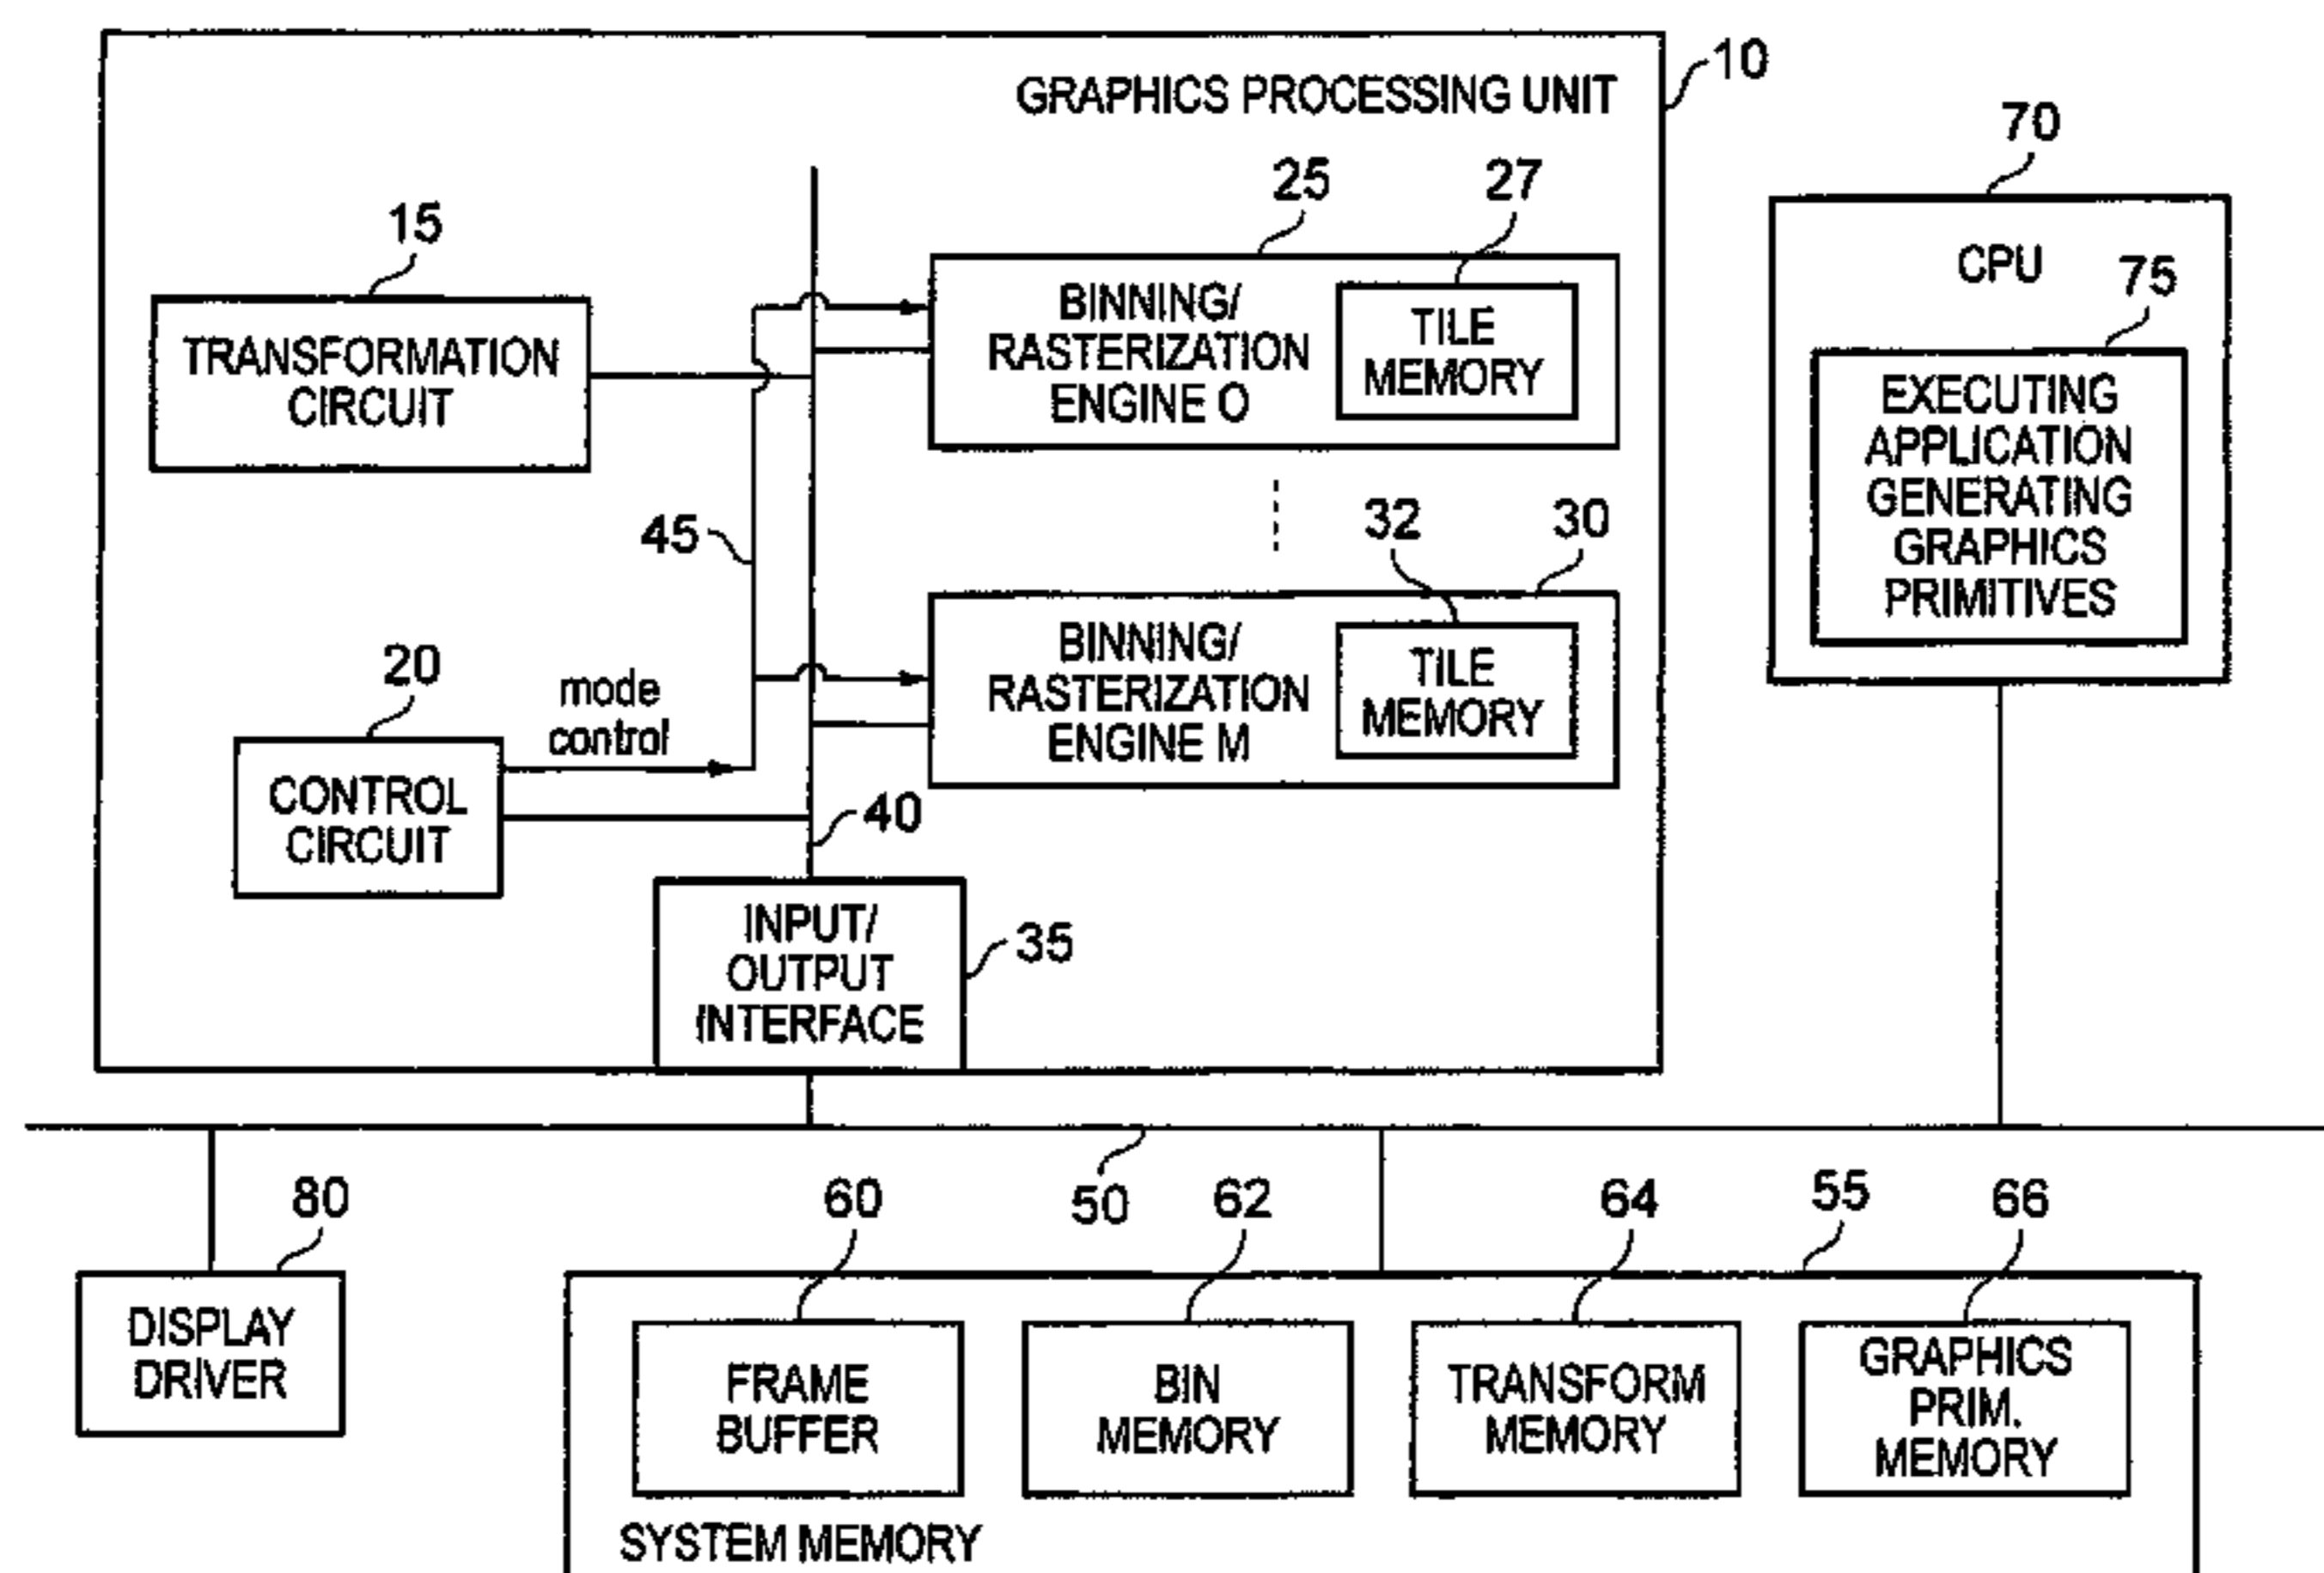 GRAPHICS PROCESSING UNIT
10
70
25
27
15
CPU
75
BINNING/
RASTERIZATION
ENGINE O
TILE
MEMORY
TRANSFORMATION
CIRCUIT
EXECUTING
APPLICATION
GENERATING
GRAPHICS
PRIMITIVES
45
32
30
BINNING/
RASTERIZATION
ENGINE M
TILE
MEMORY
20
mode
control
CONTROL
CIRCUIT
40
INPUT/
OUTPUT
INTERFACE
35
80
60
62
50
64
55
66
DISPLAY
DRIVER
FRAME
BUFFER
BIN
MEMORY
TRANSFORM
MEMORY
GRAPHICS
PRIM.
MEMORY
SYSTEM MEMORY